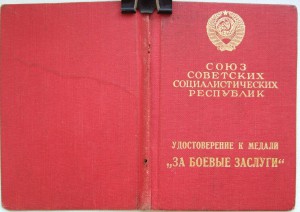 СОЮЗ
СОВЕТСКИХ
СОЦИАЛИСТИЧЕСКИХ
РЕСПУБЛИК
УДОСТОВЕРЕНИЕ К МЕДАЛИ
„ЗА БОЕВЫЕ ЗАСЛУГИ“